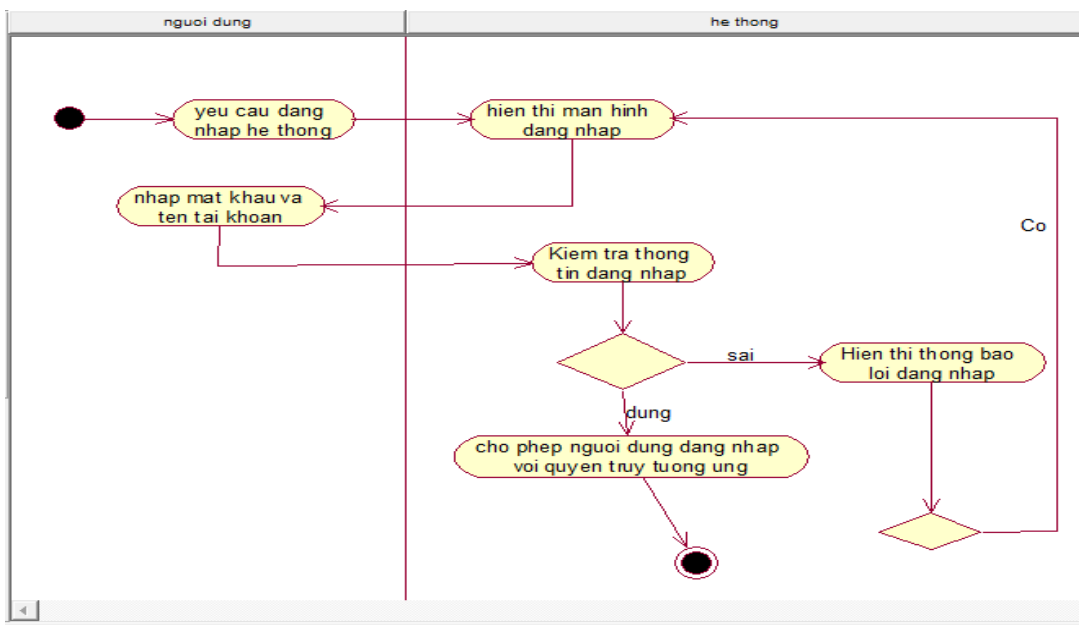 nguoi dung
he thong
yeu cau dang
nhap he thong
hien thi man hinh
dang nhap
nhap mat khau va
ten tai khoan
Co
Kiem tra thong
tin dang nhap
sai
Hien thi thong bao
loi dang nhap
dung
cho phep nguoi dung dang nhap
voi quyen truy tuong ung